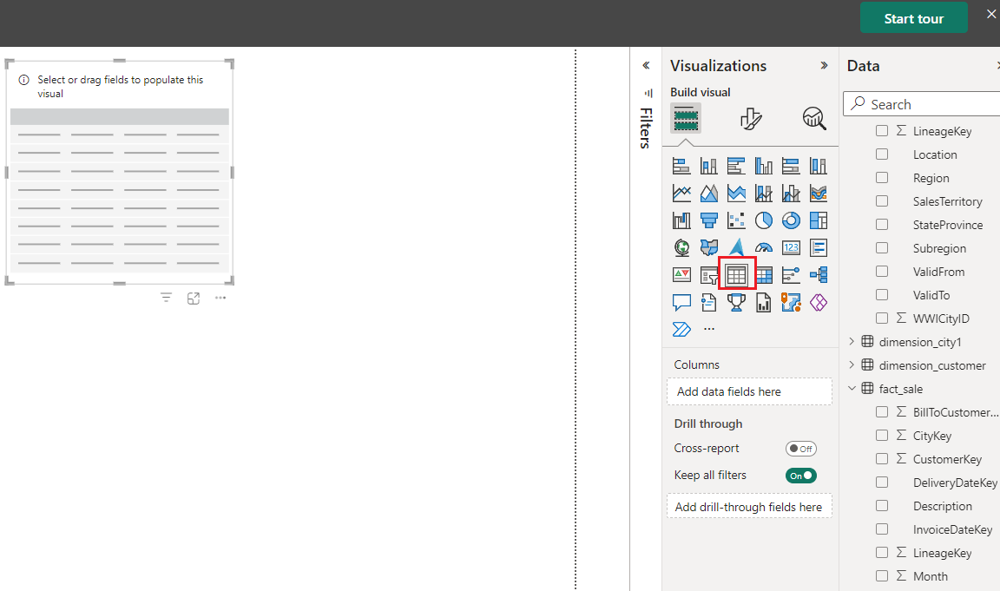 Start tour
Select or drag fields to populate this
visual
Filters
Visualizations
Build visual
123
Columns
Add data fields here
Drill through
Cross-report
Off
Keep all filters
On
Add drill-through fields here
Data
Search
LineageKey
Location
Region
SalesTerritory
StateProvince
Subregion
ValidFrom
ValidTo
WWICityID
dimension_city1
dimension_customer
fact_sale
BillToCustomer...
CityKey
CustomerKey
DeliveryDateKey
Description
InvoiceDateKey
LineageKey
Month